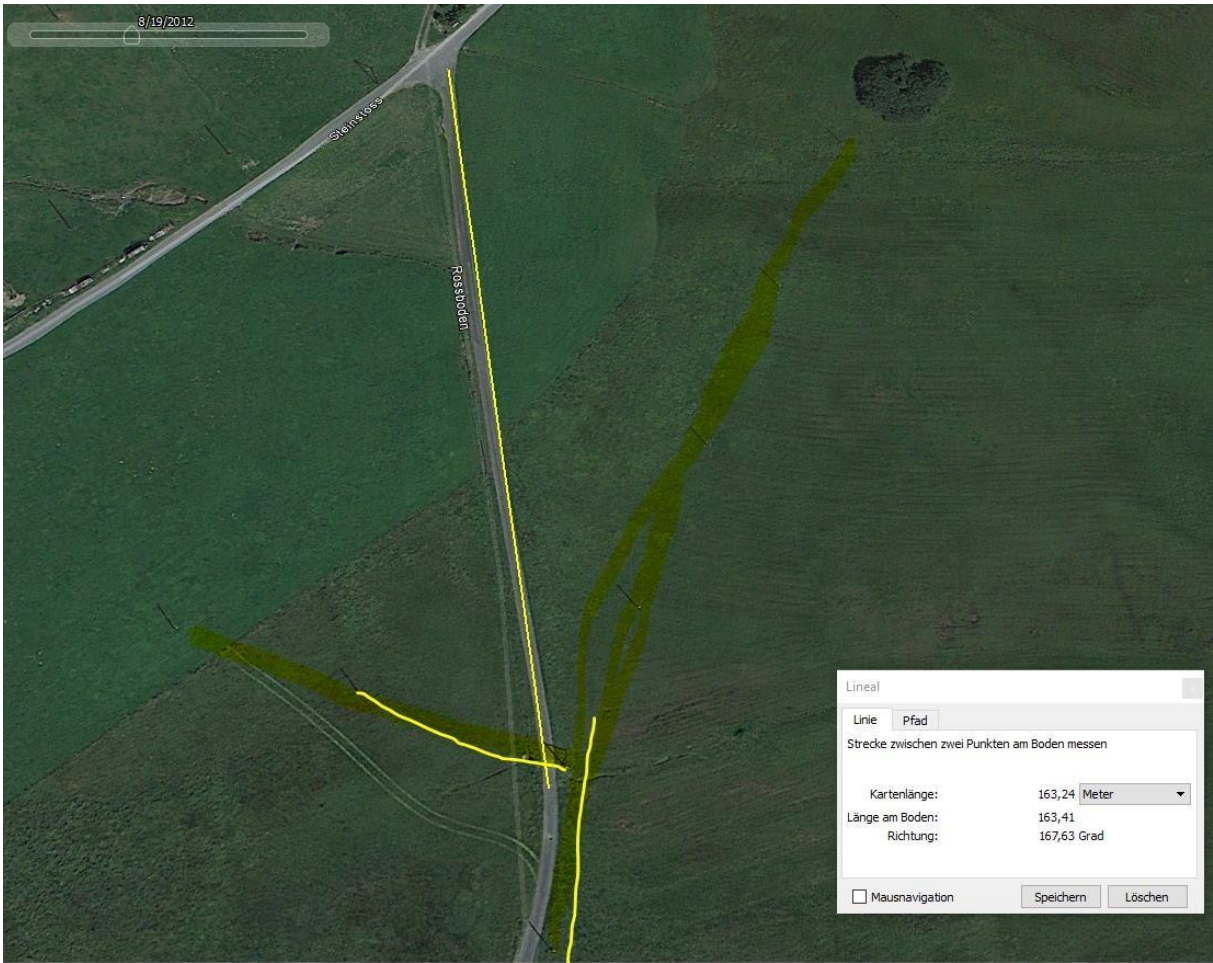 8/19/2012
Steinstoss
Rossboden
Lineal
Linie Pfad
Strecke zwischen zwei Punkten am Boden messen
Kartenlänge: 163,24 Meter
Länge am Boden: 163,41
Richtung: 167,63 Grad
Mausnavigation Speichern Löschen